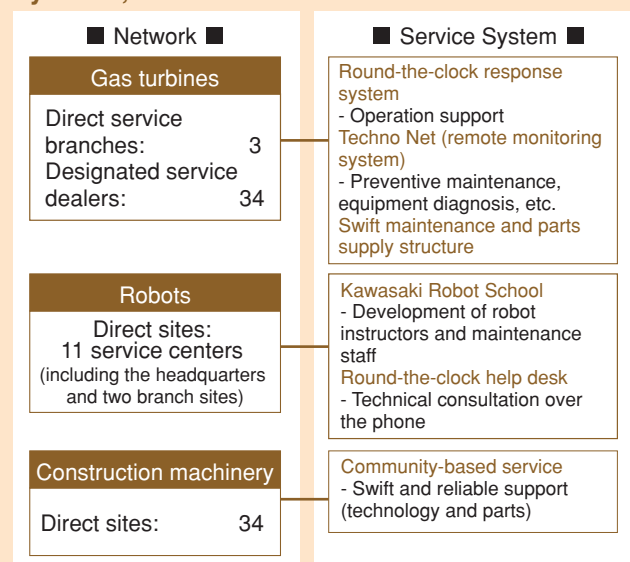 ■ Network ■
Gas turbines
Direct service
branches: 3
Designated service
dealers: 34
Robots
Direct sites:
11 service centers
(including the headquarters
and two branch sites)
Construction machinery
Direct sites: 34
■ Service System ■
Round-the-clock response
system
- Operation support
Techno Net (remote monitoring
system)
- Preventive maintenance,
equipment diagnosis, etc.
Swift maintenance and parts
supply structure
Kawasaki Robot School
- Development of robot
instructors and maintenance
staff
Round-the-clock help desk
- Technical consultation over
the phone
Community-based service
- Swift and reliable support
(technology and parts)